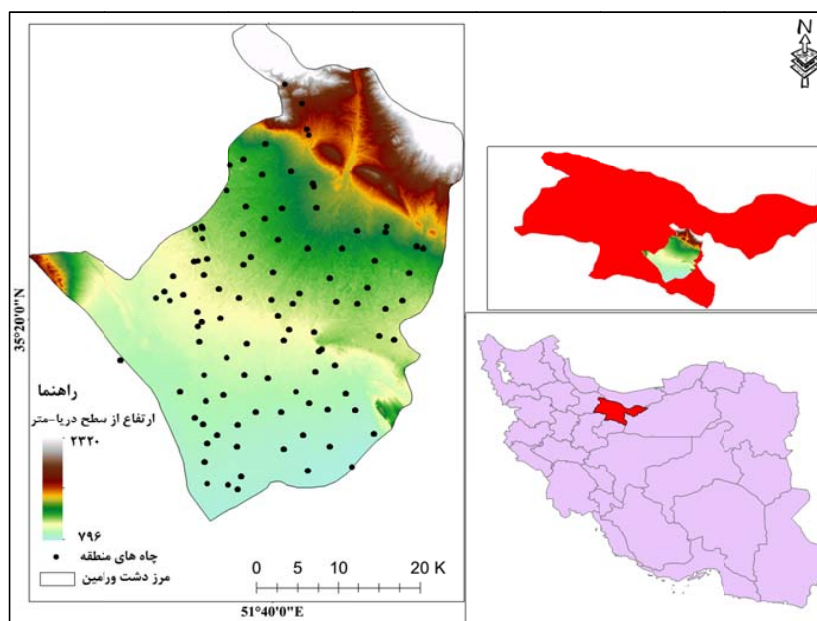 N
35°20'0"N
راهنما
ارتفاع از سطح دریا-متر
۲۳۲۰
۷۹۶
چاه های منطقه
مرز دشت ورامین
0 5 10 20 K
51°40'0"E